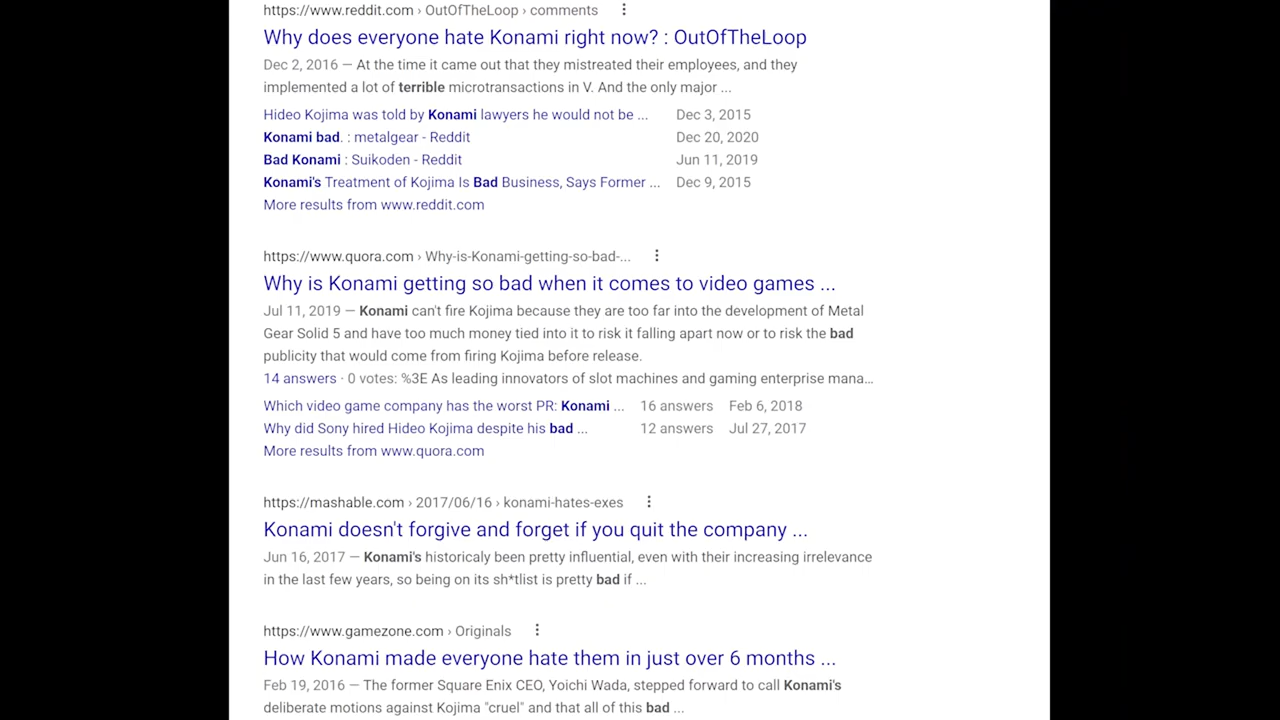 https://www.reddit.com › OutOfTheLoop › comments
Why does everyone hate Konami right now? : OutOfTheLoop
Dec 2, 2016 — At the time it came out that they mistreated their employees, and they
implemented a lot of terrible microtransactions in V. And the only major ...
Hideo Kojima was told by Konami lawyers he would not be ... Dec 3, 2015
Konami bad. : metalgear - Reddit Dec 20, 2020
Bad Konami : Suikoden - Reddit Jun 11, 2019
Konami's Treatment of Kojima Is Bad Business, Says Former ... Dec 9, 2015
More results from www.reddit.com
https://www.quora.com › Why-is-Konami-getting-so-bad-...
Why is Konami getting so bad when it comes to video games ...
Jul 11, 2019 — Konami can't fire Kojima because they are too far into the development of Metal
Gear Solid 5 and have too much money tied into it to risk it falling apart now or to risk the bad
publicity that would come from firing Kojima before release.
14 answers · 0 votes: %3E As leading innovators of slot machines and gaming enterprise mana...
Which video game company has the worst PR: Konami ... 16 answers Feb 6, 2018
Why did Sony hired Hideo Kojima despite his bad ... 12 answers Jul 27, 2017
More results from www.quora.com
https://mashable.com › 2017/06/16 › konami-hates-exes
Konami doesn't forgive and forget if you quit the company ...
Jun 16, 2017 — Konami's historicaly been pretty influential, even with their increasing irrelevance
in the last few years, so being on its sh*tlist is pretty bad if ...
https://www.gamezone.com › Originals
How Konami made everyone hate them in just over 6 months ...
Feb 19, 2016 — The former Square Enix CEO, Yoichi Wada, stepped forward to call Konami's
deliberate motions against Kojima "cruel" and that all of this bad ...